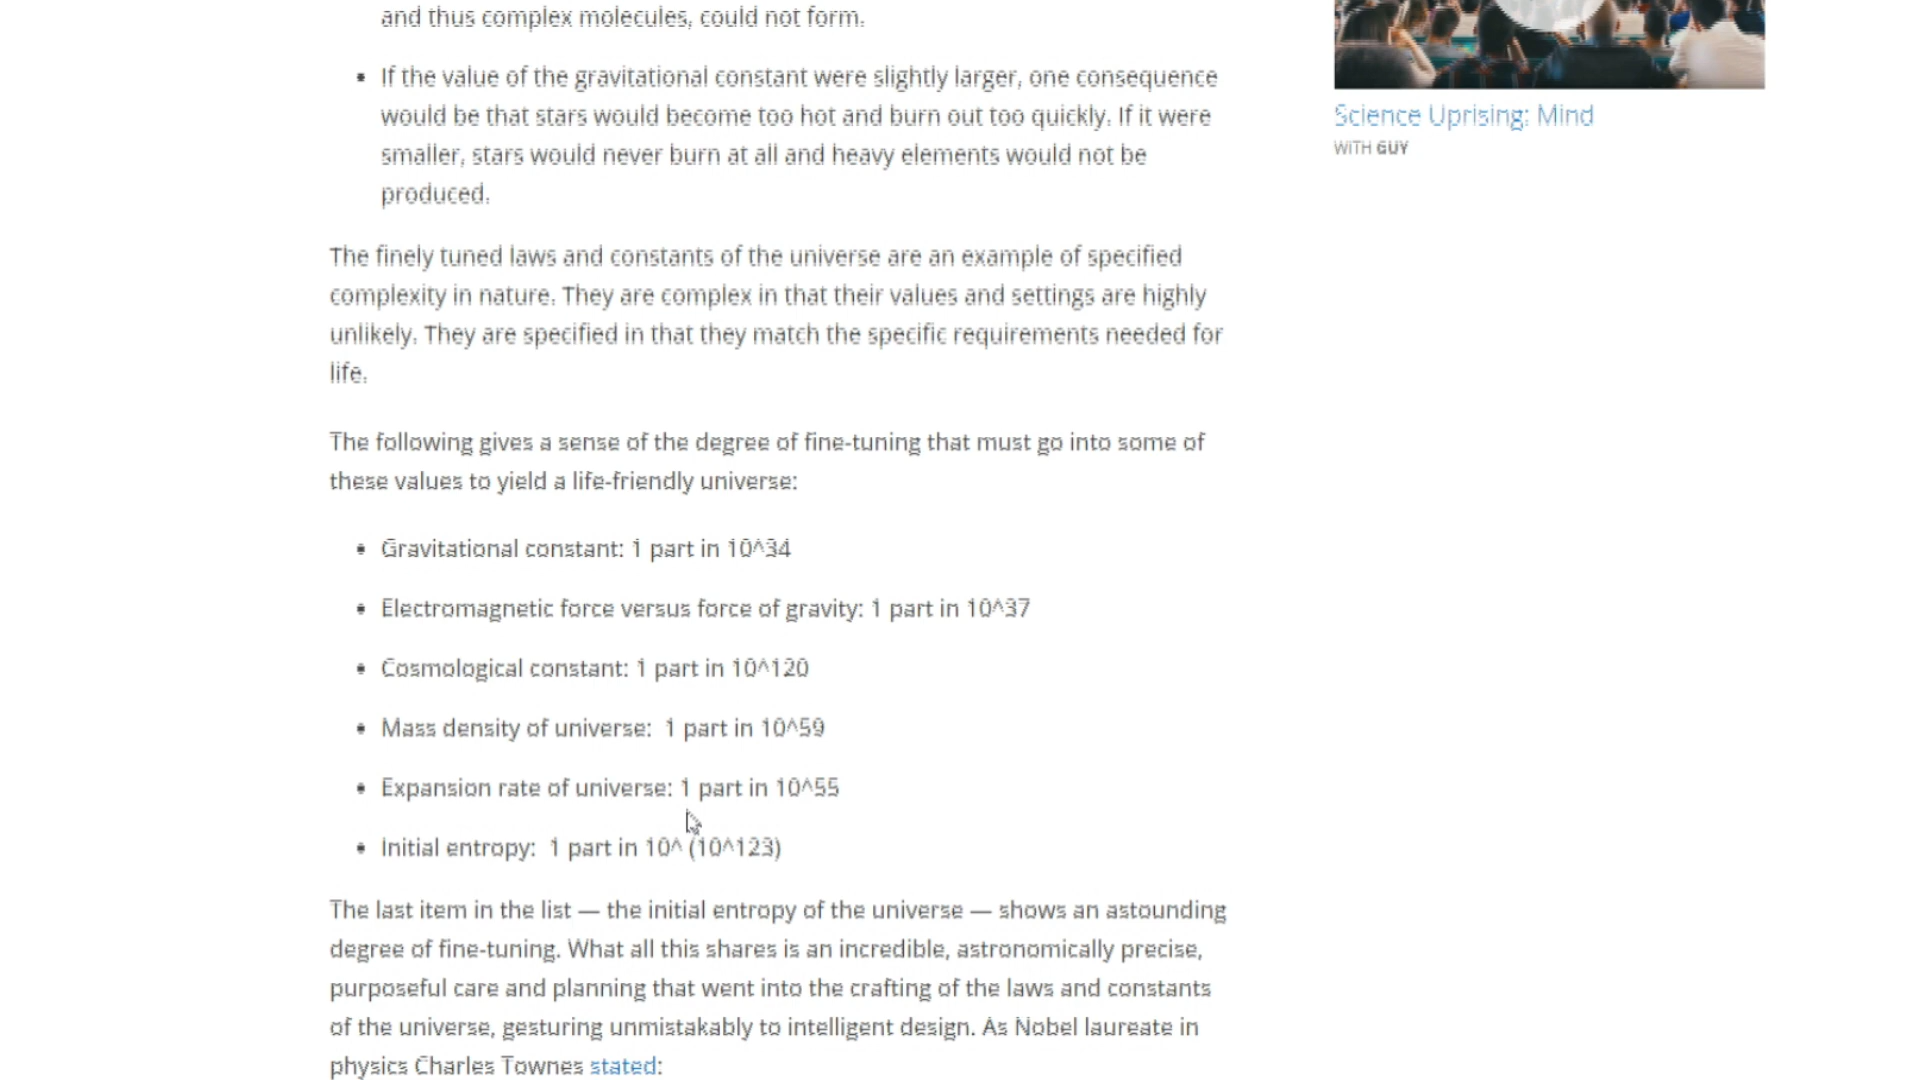 and thus complex molecules, could not form.
• If the value of the gravitational constant were slightly larger, one consequence
would be that stars would become too hot and burn out too quickly. If it were
smaller, stars would never burn at all and heavy elements would not be
produced.
The finely tuned laws and constants of the universe are an example of specified
complexity in nature. They are complex in that their values and settings are highly
unlikely. They are specified in that they match the specific requirements needed for
life.
The following gives a sense of the degree of fine-tuning that must go into some of
these values to yield a life-friendly universe:
• Gravitational constant: 1 part in 10^34
• Electromagnetic force versus force of gravity: 1 part in 10^37
• Cosmological constant: 1 part in 10^120
• Mass density of universe:  1 part in 10^59
• Expansion rate of universe: 1 part in 10^55
• Initial entropy:  1 part in 10^ (10^123)
The last item in the list — the initial entropy of the universe — shows an astounding
degree of fine-tuning. What all this shares is an incredible, astronomically precise,
purposeful care and planning that went into the crafting of the laws and constants
of the universe, gesturing unmistakably to intelligent design. As Nobel laureate in
physics Charles Townes stated:
Science Uprising: Mind
WITH GUY